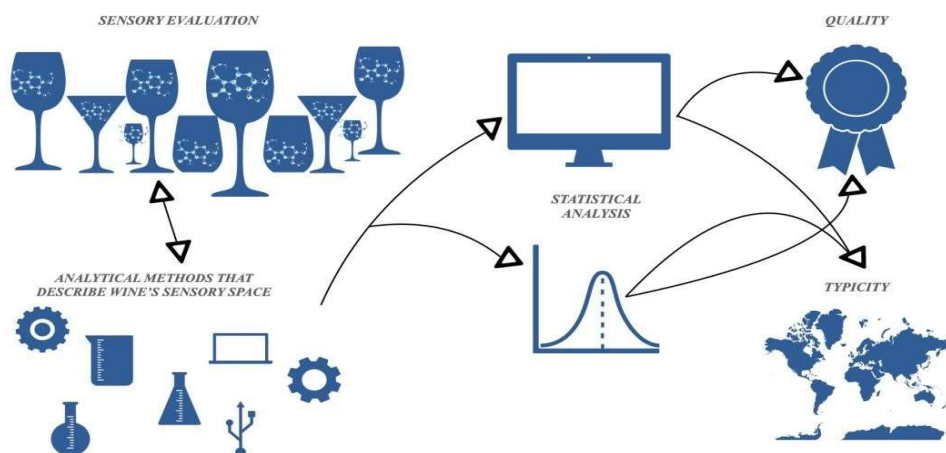 SENSORY EVALUATION
QUALITY
STATISTICAL
ANALYSIS
ANALYTICAL METHODS THAT
DESCRIBE WINE'S SENSORY SPACE
TYPICITY